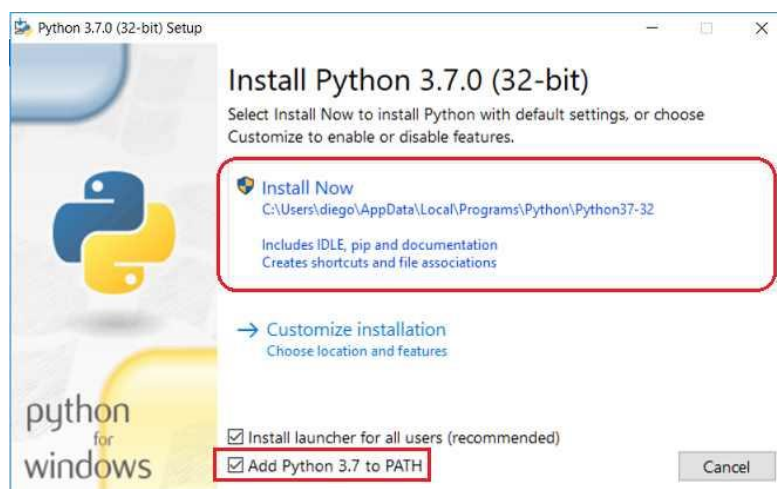 Python 3.7.0 (32-bit) Setup
Install Python 3.7.0 (32-bit)
Select Install Now to install Python with default settings, or choose
Customize to enable or disable features.
Install Now
C:\Users\diego\AppData\Local\Programs\Python\Python37-32
Includes IDLE, pip and documentation
Creates shortcuts and file associations
Customize installation
Choose location and features
python
for
windows
Install launcher for all users (recommended)
Add Python 3.7 to PATH
Cancel